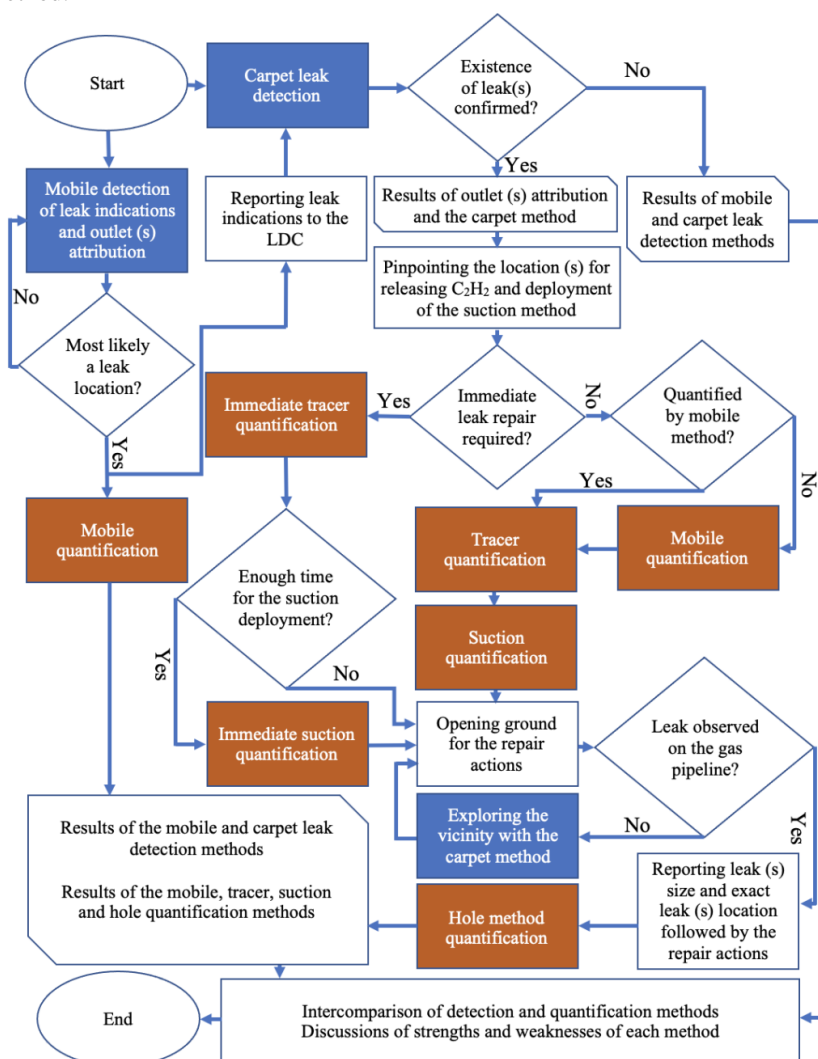 Start
Carpet leak
detection
Existence
of leak(s)
confirmed?
No
Yes
Mobile detection
of leak indications
and outlet (s)
attribution
Reporting leak
indications to the
LDC
Results of outlet (s) attribution
and the carpet method
Results of mobile
and carpet leak
detection methods
Pinpointing the location (s) for
releasing C₂H₂ and deployment
of the suction method
No
Most likely
a leak
location?
Yes
Immediate tracer
quantification
Yes
Immediate
leak repair
required?
No
Quantified
by mobile
method?
Yes
No
Mobile
quantification
Tracer
quantification
Mobile
quantification
Enough time
for the suction
deployment?
Yes
No
Suction
quantification
Immediate suction
quantification
Opening ground
for the repair
actions
Leak observed
on the gas
pipeline?
No
Yes
Exploring the
vicinity with the
carpet method
Results of the mobile and carpet leak
detection methods
Results of the mobile, tracer, suction
and hole quantification methods
Hole method
quantification
Reporting leak (s)
size and exact
leak (s) location
followed by the
repair actions
End
Intercomparison of detection and quantification methods
Discussions of strengths and weaknesses of each method